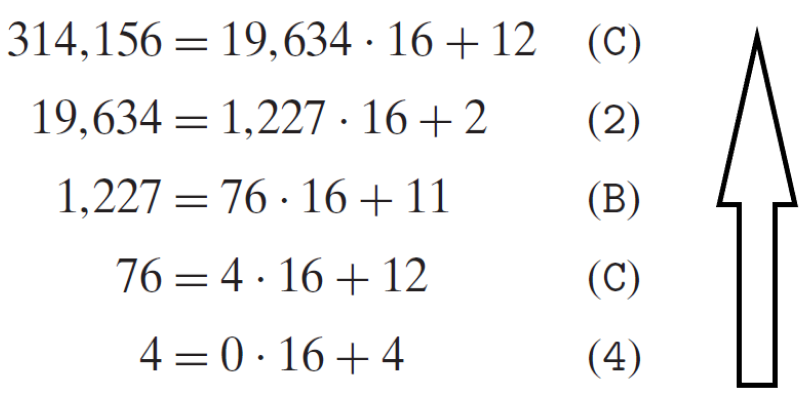 314,156 = 19,634 · 16 + 12 (C)
19,634 = 1,227 · 16 + 2 (2)
1,227 = 76 · 16 + 11 (B)
76 = 4 · 16 + 12 (C)
4 = 0 · 16 + 4 (4)